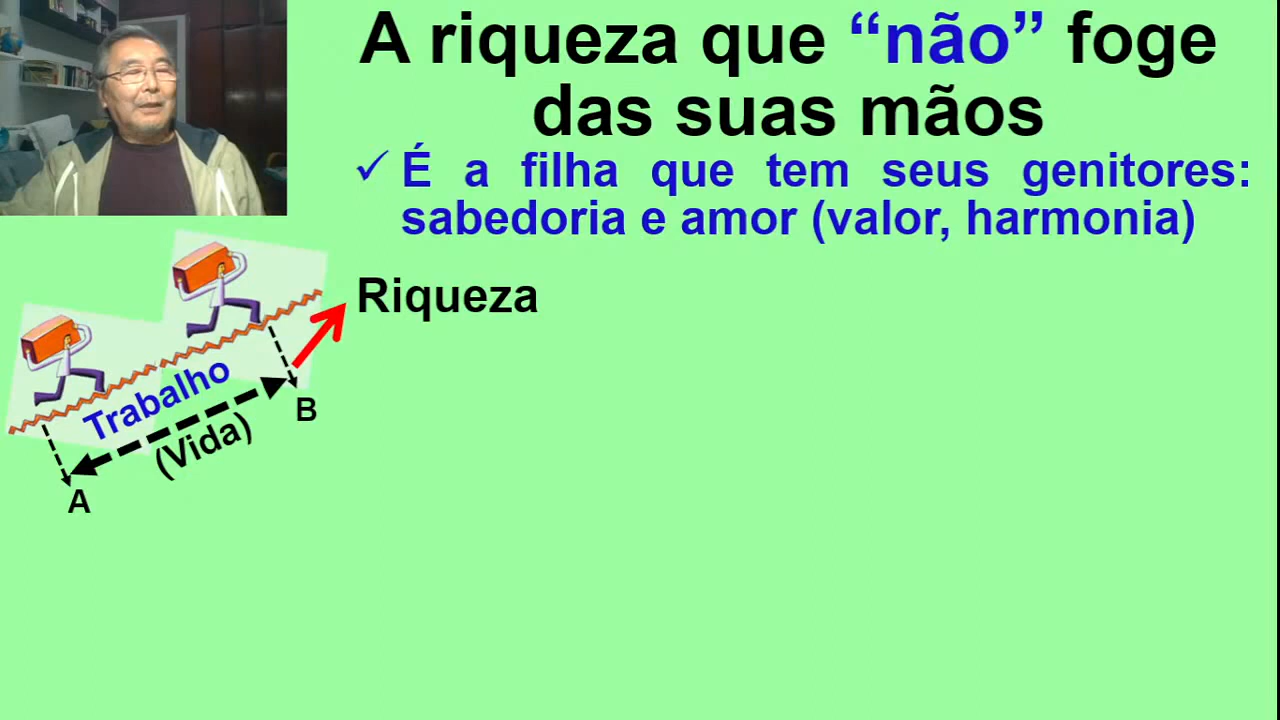 A riqueza que “não” foge
das suas mãos
✓ É a filha que tem seus genitores:
sabedoria e amor (valor, harmonia)
Riqueza
Trabalho
(Vida)
B
A